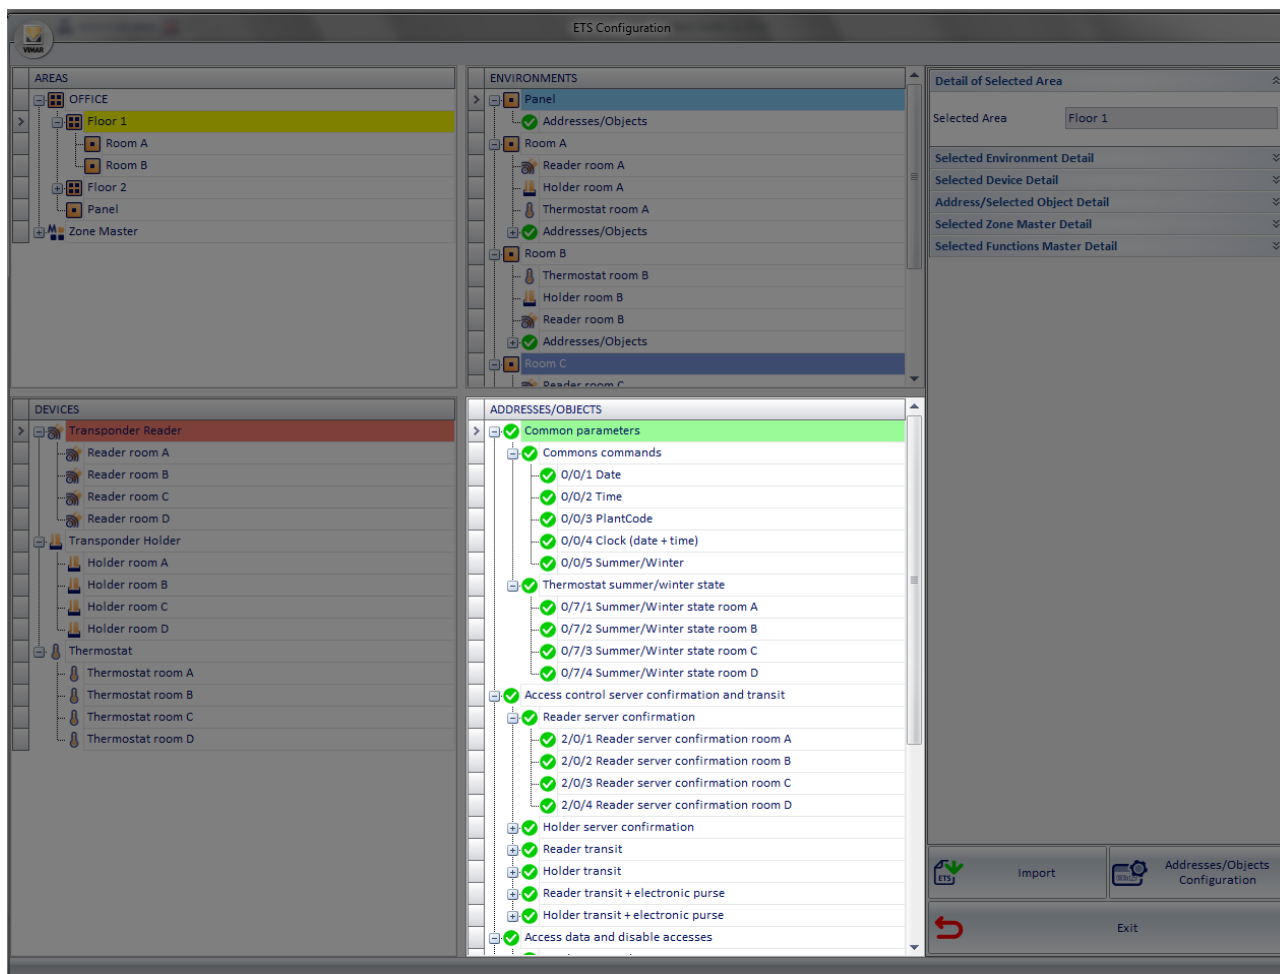 ETS Configuration
VIMAR
AREAS
OFFICE
Floor 1
Room A
Room B
Floor 2
Panel
Zone Master
ENVIRONMENTS
Panel
Addresses/Objects
Room A
Reader room A
Holder room A
Thermostat room A
Addresses/Objects
Room B
Thermostat room B
Holder room B
Reader room B
Addresses/Objects
Room C
Reader room C
Detail of Selected Area
Selected Area
Floor 1
Selected Environment Detail
Selected Device Detail
Address/Selected Object Detail
Selected Zone Master Detail
Selected Functions Master Detail
DEVICES
Transponder Reader
Reader room A
Reader room B
Reader room C
Reader room D
Transponder Holder
Holder room A
Holder room B
Holder room C
Holder room D
Thermostat
Thermostat room A
Thermostat room B
Thermostat room C
Thermostat room D
ADDRESSES/OBJECTS
Common parameters
Commons commands
0/0/1 Date
0/0/2 Time
0/0/3 PlantCode
0/0/4 Clock (date + time)
0/0/5 Summer/Winter
Thermostat summer/winter state
0/7/1 Summer/Winter state room A
0/7/2 Summer/Winter state room B
0/7/3 Summer/Winter state room C
0/7/4 Summer/Winter state room D
Access control server confirmation and transit
Reader server confirmation
2/0/1 Reader server confirmation room A
2/0/2 Reader server confirmation room B
2/0/3 Reader server confirmation room C
2/0/4 Reader server confirmation room D
Holder server confirmation
Reader transit
Holder transit
Reader transit + electronic purse
Holder transit + electronic purse
Access data and disable accesses
ETS
Import
Addresses/Objects
Configuration
Exit